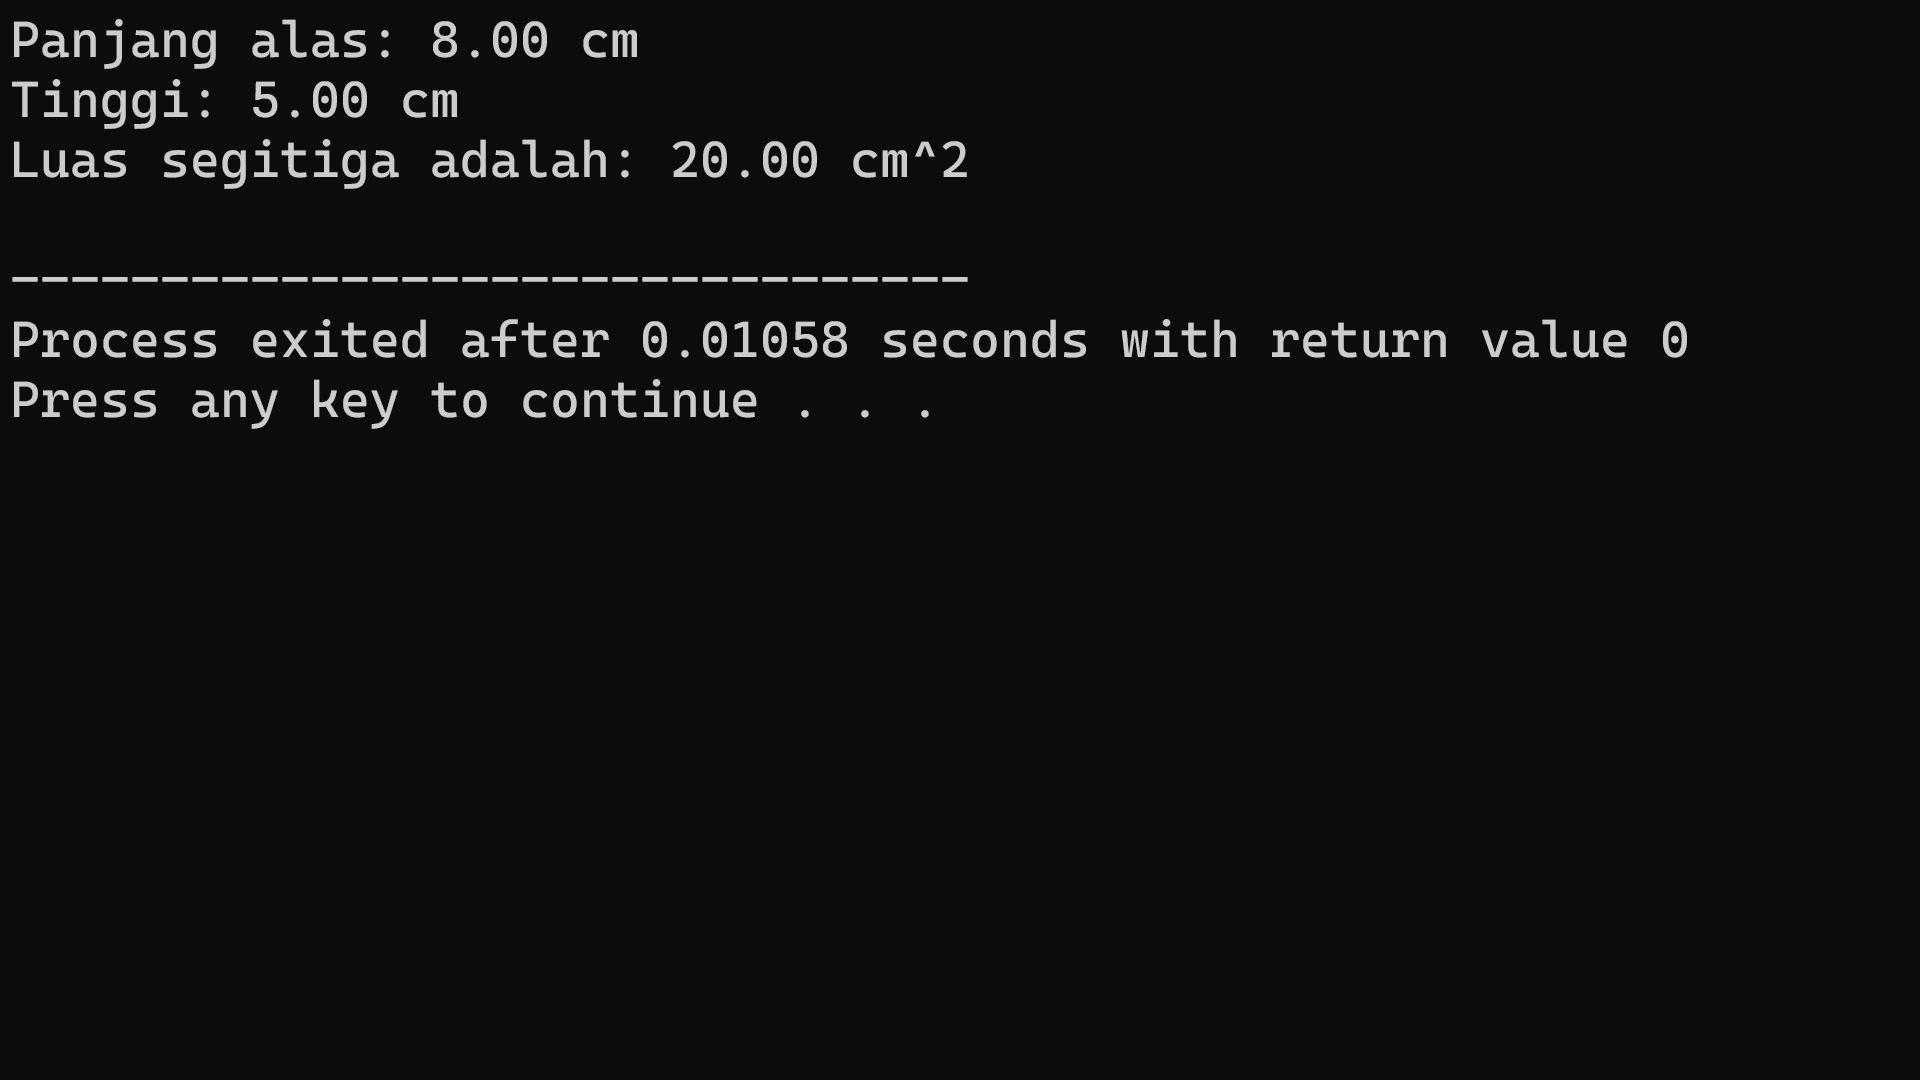 Panjang alas: 8.00 cm
Tinggi: 5.00 cm
Luas segitiga adalah: 20.00 cm^2
--------------------------------
Process exited after 0.01058 seconds with return value 0
Press any key to continue . . .